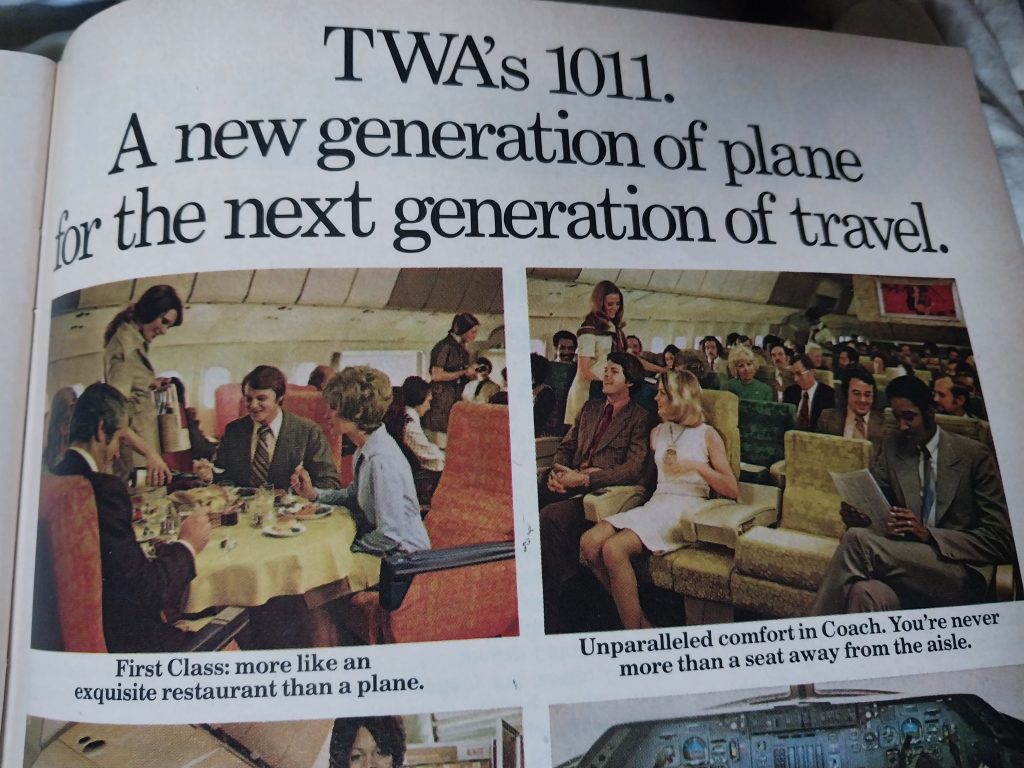 TWA's 1011.
A new generation of plane
for the next generation of travel.
First Class: more like an
exquisite restaurant than a plane.
Unparalleled comfort in Coach. You're never
more than a seat away from the aisle.